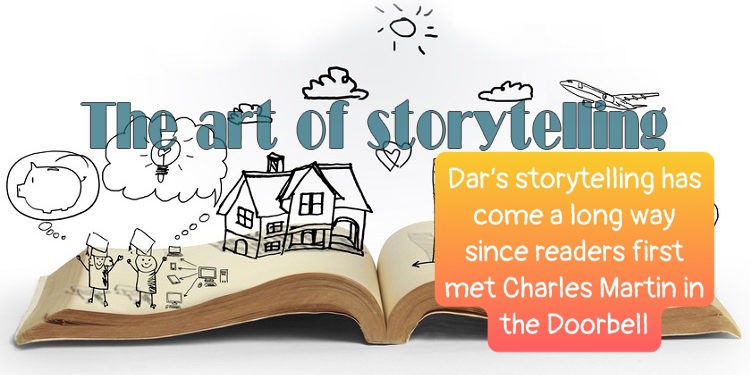 The art of storytelling
Dar's storytelling has
come a long way
since readers first
met Charles Martin in
the Doorbell